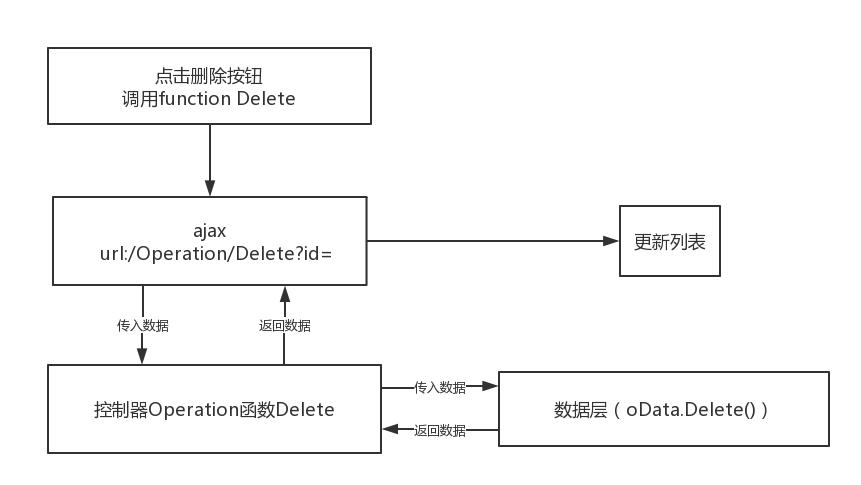 点击删除按钮
调用function Delete
ajax
url:/Operation/Delete?id=
更新列表
传入数据
返回数据
控制器Operation函数Delete
传入数据
返回数据
数据层（oData.Delete()）